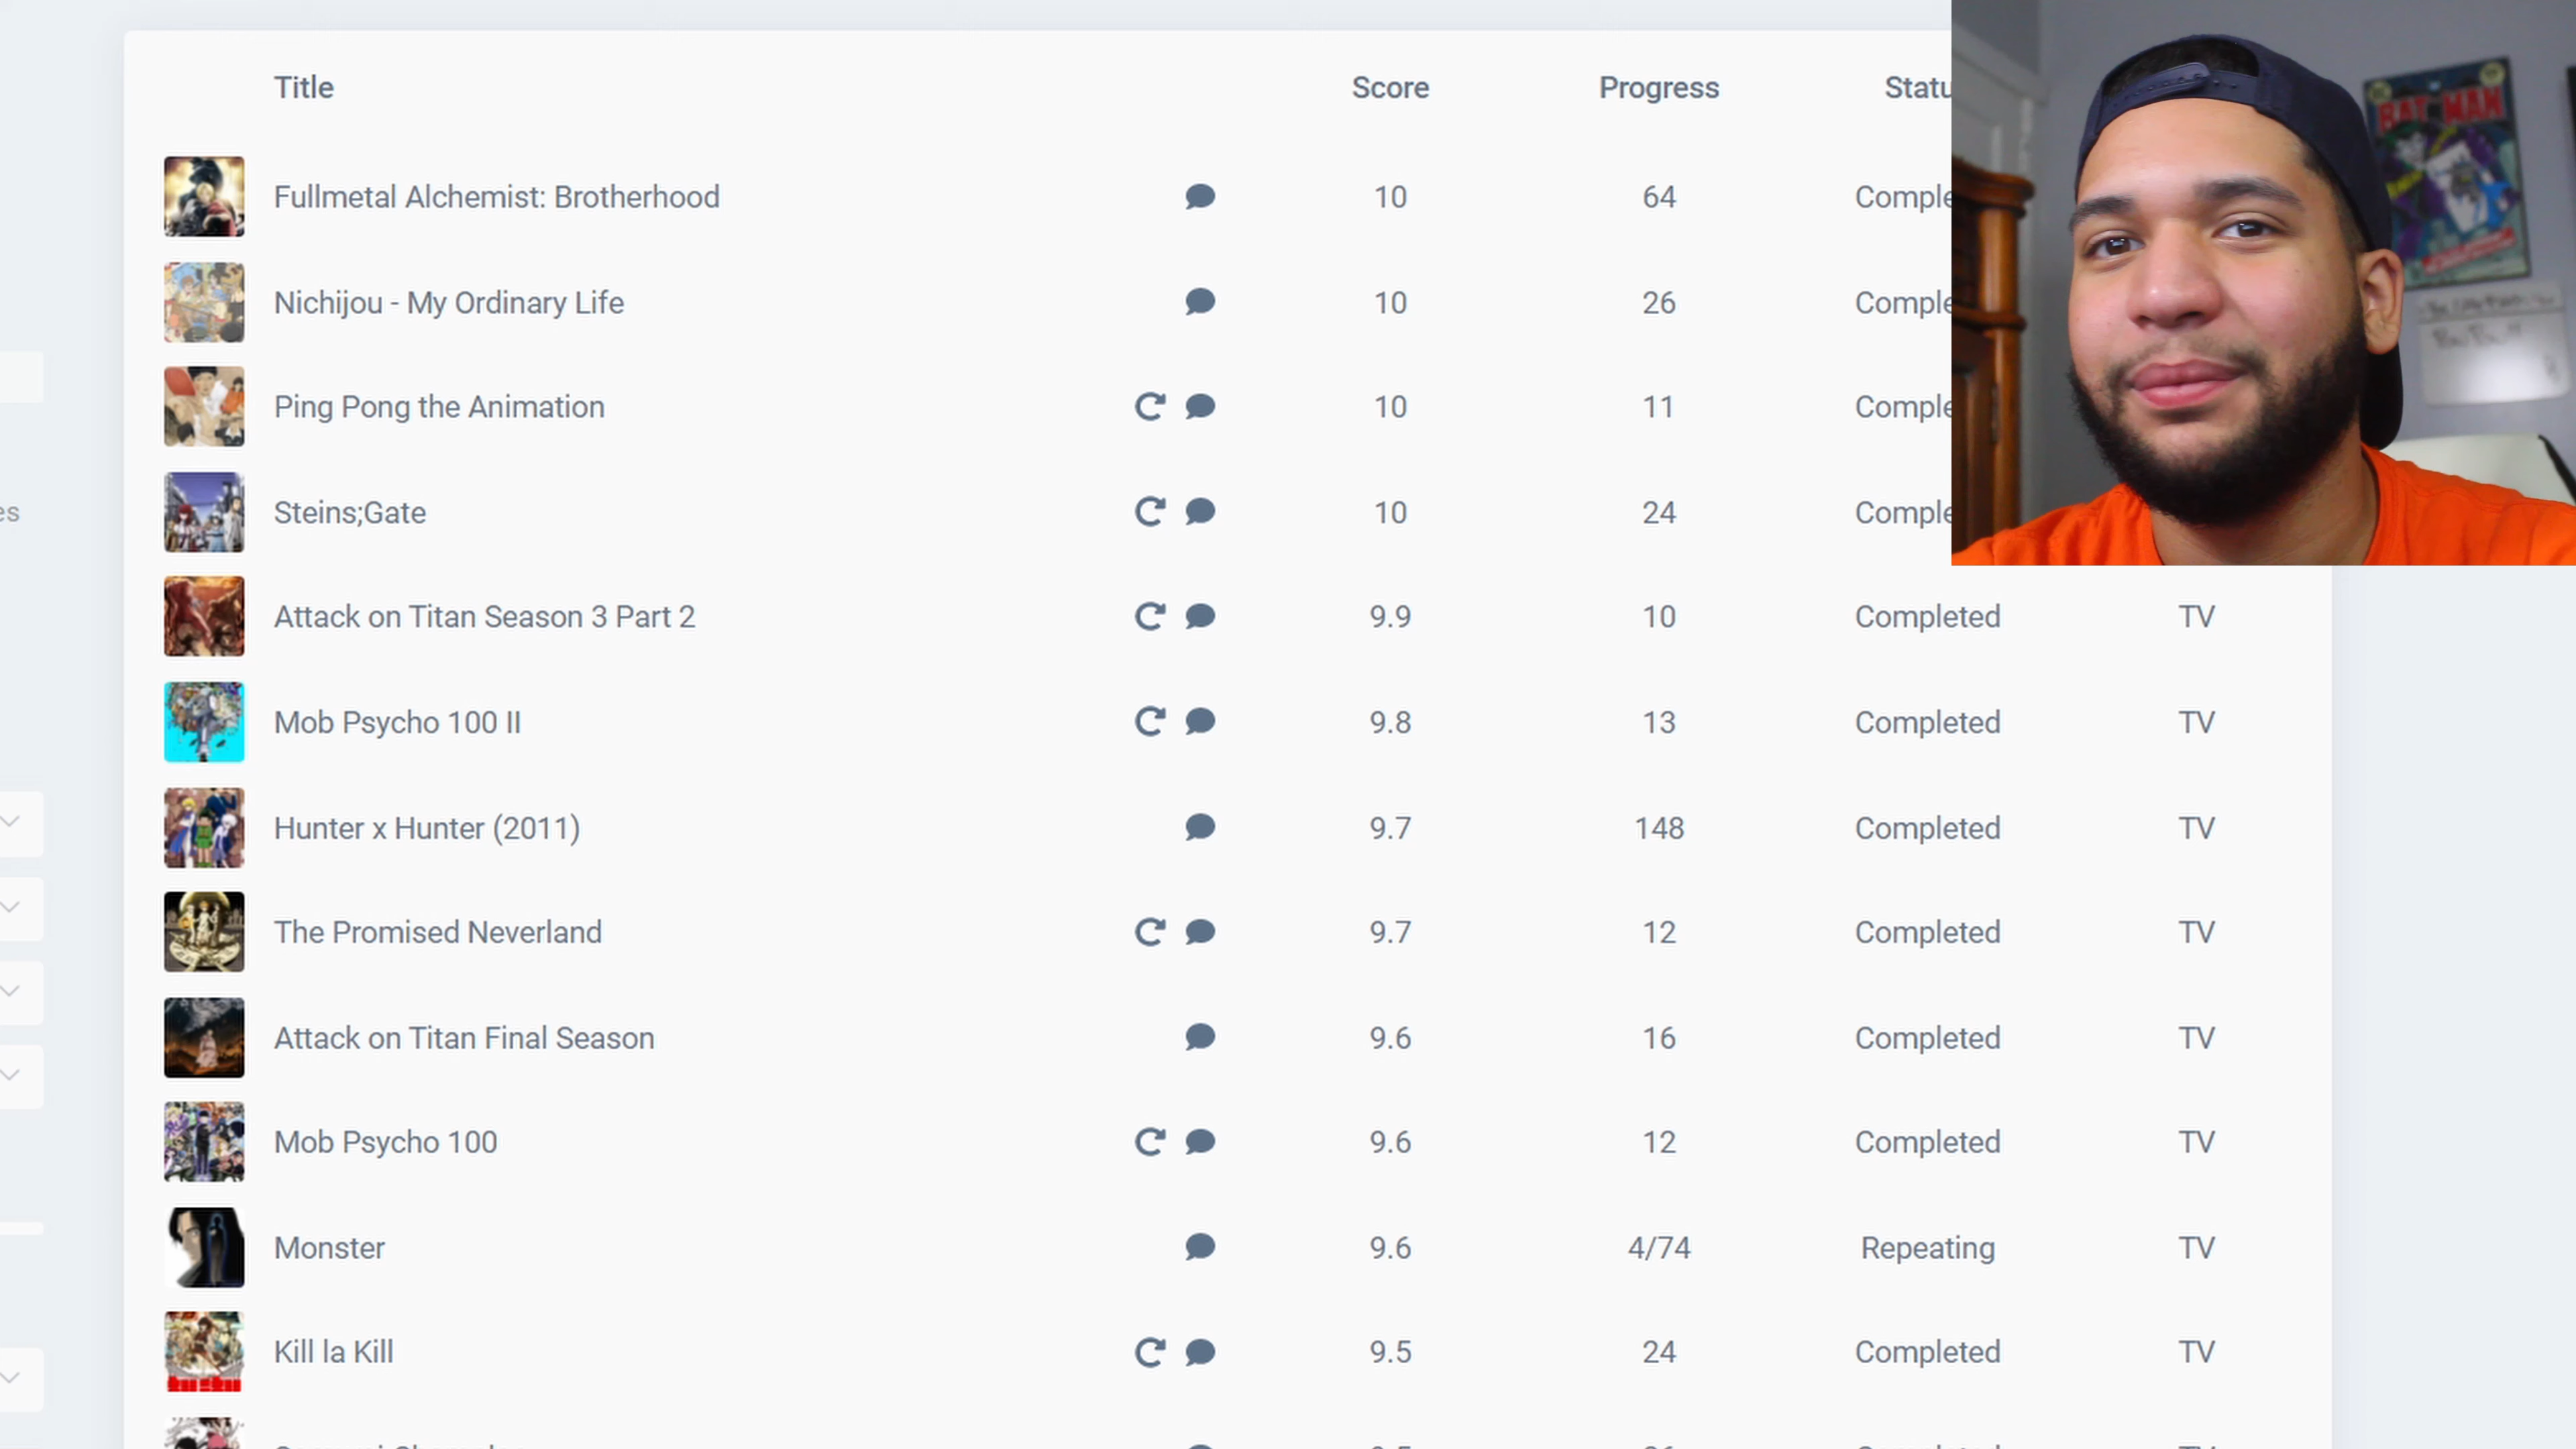 Title Score Progress Statu
Fullmetal Alchemist: Brotherhood 10 64 Comple
Nichijou - My Ordinary Life 10 26 Comple
Ping Pong the Animation 10 11 Comple
Steins;Gate 10 24 Comple
Attack on Titan Season 3 Part 2 9.9 10 Completed TV
Mob Psycho 100 II 9.8 13 Completed TV
Hunter x Hunter (2011) 9.7 148 Completed TV
The Promised Neverland 9.7 12 Completed TV
Attack on Titan Final Season 9.6 16 Completed TV
Mob Psycho 100 9.6 12 Completed TV
Monster 9.6 4/74 Repeating TV
Kill la Kill 9.5 24 Completed TV
es
BATMAN